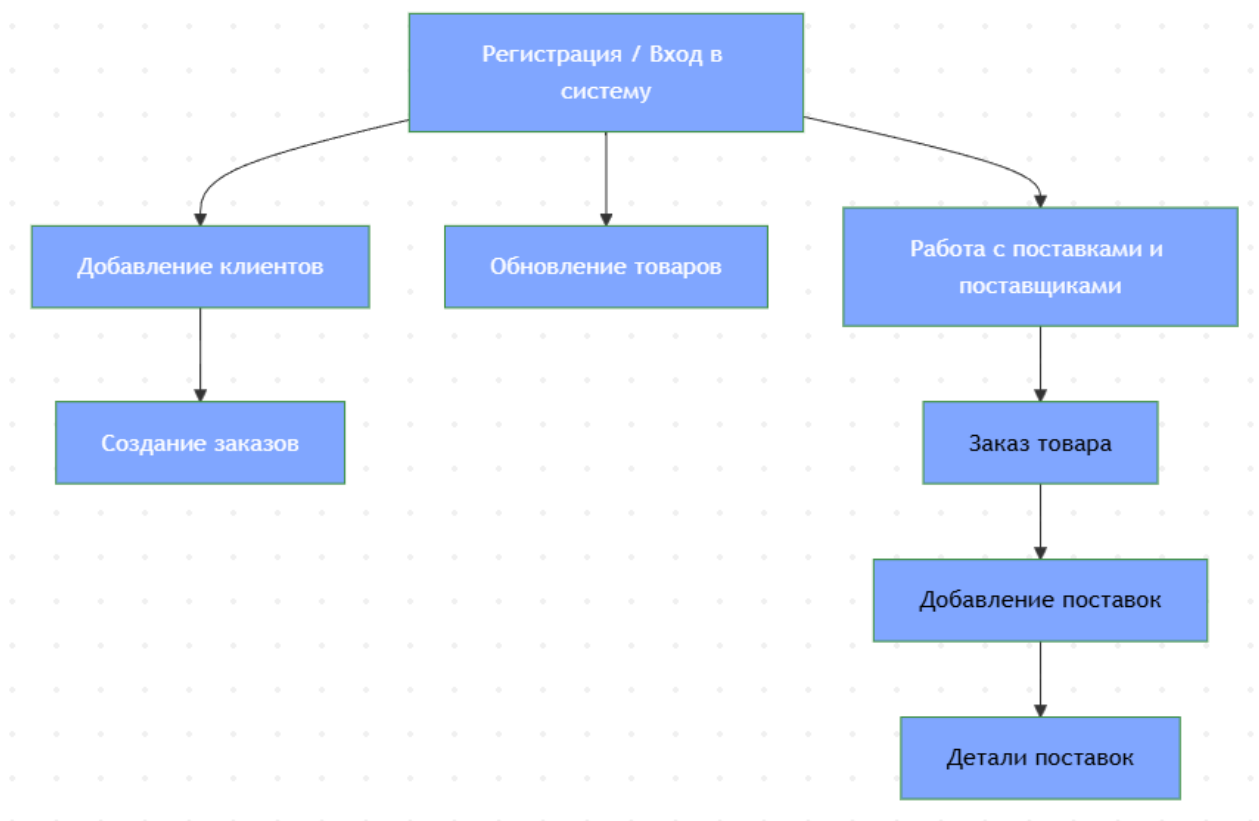 Регистрация / Вход в
систему
Добавление клиентов
Обновление товаров
Работа с поставками и
поставщиками
Создание заказов
Заказ товара
Добавление поставок
Детали поставок